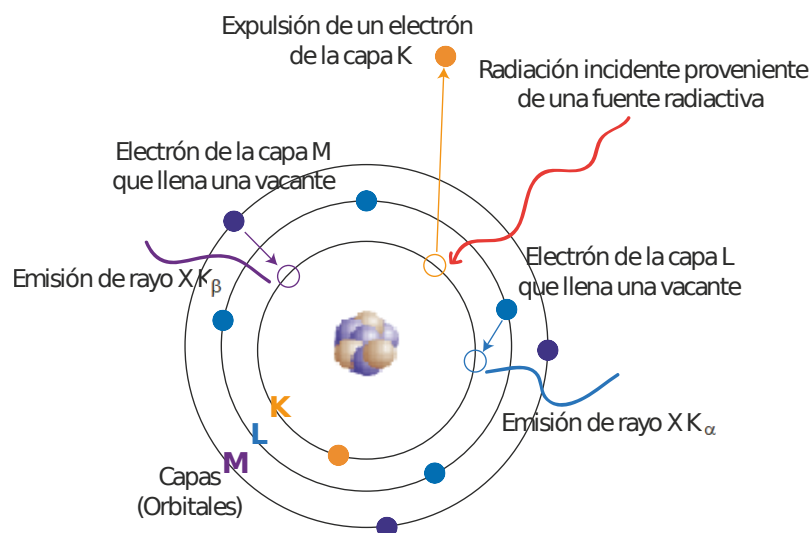 Expulsión de un electrón
de la capa K
Radiación incidente proveniente
de una fuente radiactiva
Electrón de la capa M
que llena una vacante
Emisión de rayo X Kβ
Electrón de la capa L
que llena una vacante
Emisión de rayo X Kα
K
L
M
Capas
(Orbitales)